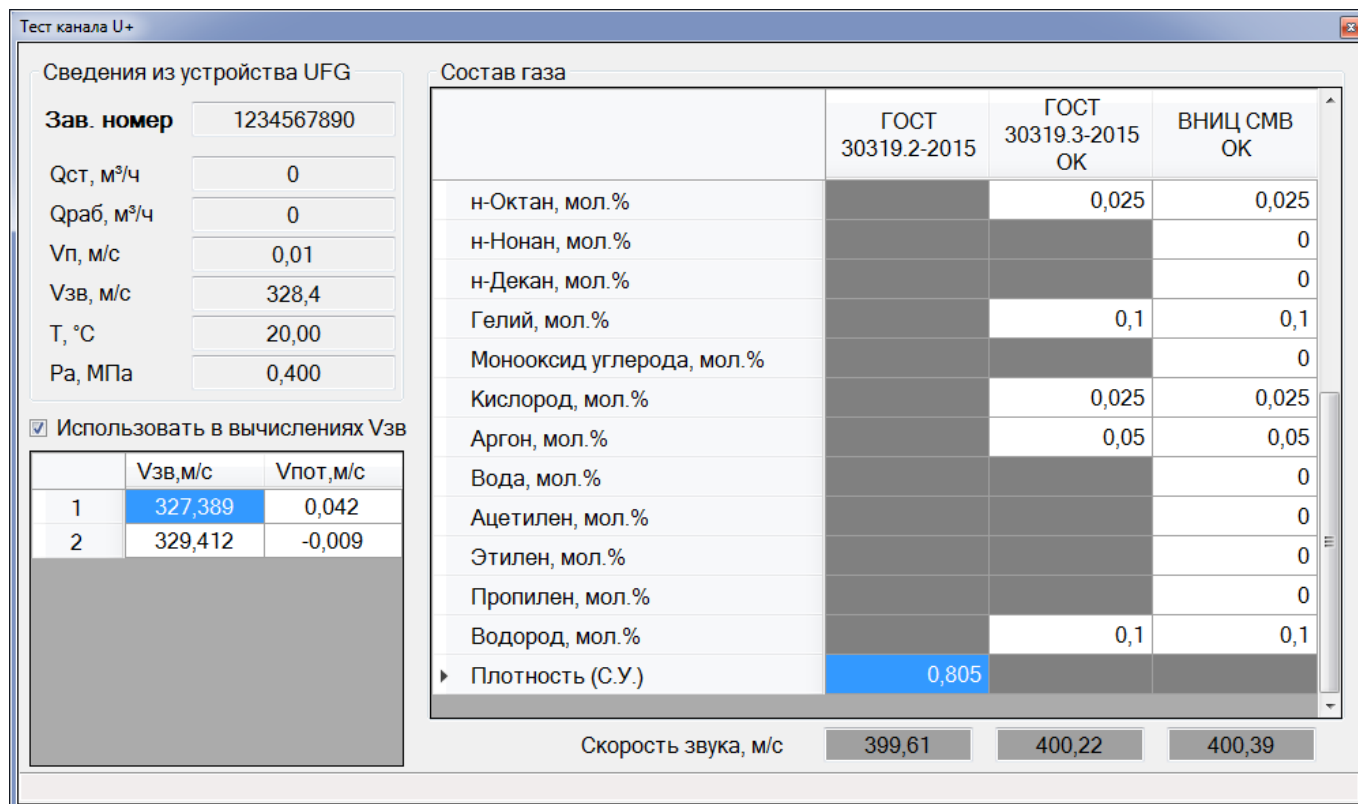 Тест канала U+
Сведения из устройства UFG
Зав. номер 1234567890
Qст, м³/ч 0
Qраб, м³/ч 0
Vп, м/с 0,01
Vзв, м/с 328,4
T, °C 20,00
Pa, МПа 0,400
Использовать в вычислениях Vзв
Vзв,м/с Vпот,м/с
1 327,389 0,042
2 329,412 -0,009
Состав газа
ГОСТ 30319.2-2015 ГОСТ 30319.3-2015 ОК ВНИЦ СМВ ОК
н-Октан, мол.% 0,025 0,025
н-Нонан, мол.% 0
н-Декан, мол.% 0
Гелий, мол.% 0,1 0,1
Монооксид углерода, мол.% 0
Кислород, мол.% 0,025 0,025
Аргон, мол.% 0,05 0,05
Вода, мол.% 0
Ацетилен, мол.% 0
Этилен, мол.% 0
Пропилен, мол.% 0
Водород, мол.% 0,1 0,1
Плотность (С.У.) 0,805
Скорость звука, м/с 399,61 400,22 400,39